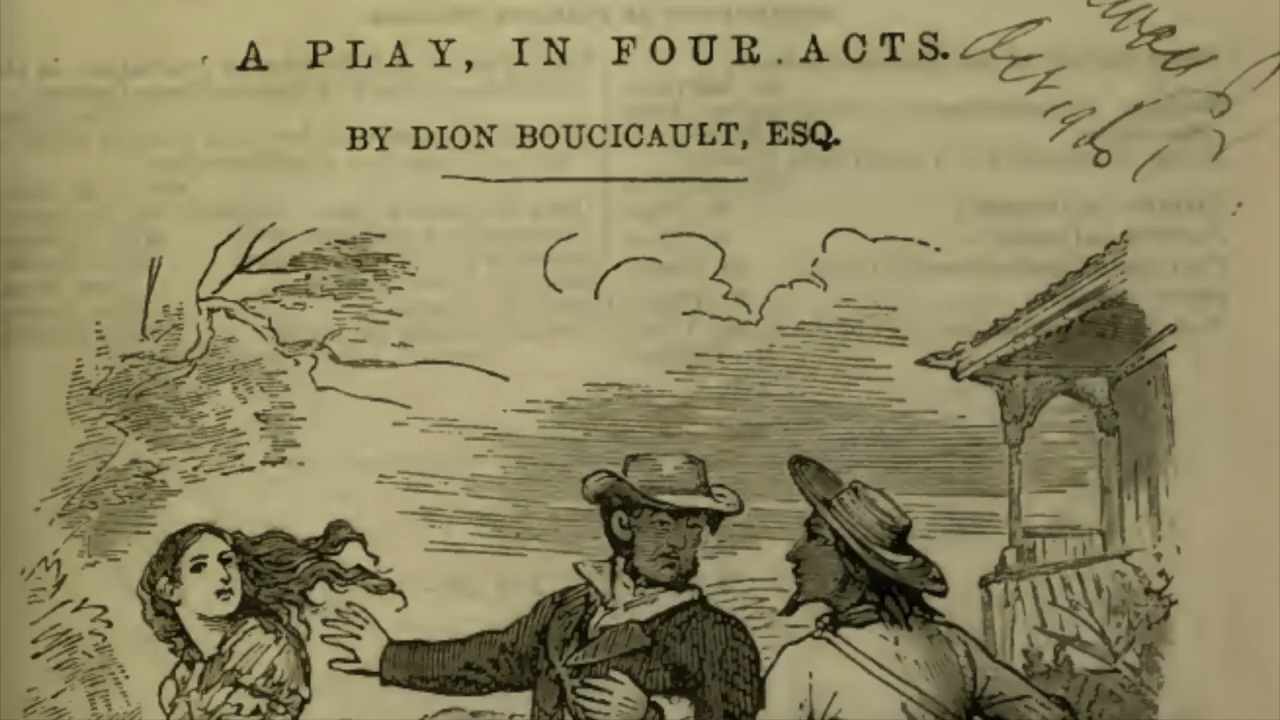 A PLAY, IN FOUR ACTS.
BY DION BOUCICAULT, ESQ.